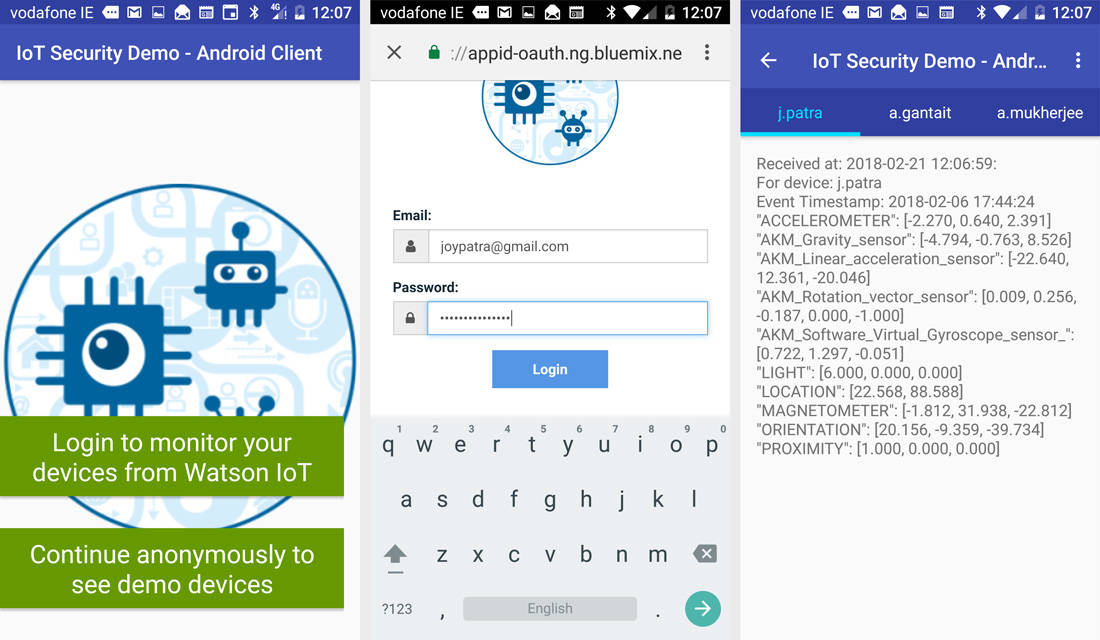 vodafone IE 4G 12:07
IoT Security Demo - Android Client
Login to monitor your
devices from Watson IoT
Continue anonymously to
see demo devices
vodafone IE 12:07
://appid-oauth.ng.bluemix.ne
Email:
joypatra@gmail.com
Password:
•••••••••••••••
Login
1 2 3 4 5 6 7 8 9 0
q w e r t y u i o p
a s d f g h j k l
z x c v b n m
?123 , English .
vodafone IE 12:07
IoT Security Demo - Andr...
j.patra a.gantait a.mukherjee
Received at: 2018-02-21 12:06:59:
For device: j.patra
Event Timestamp: 2018-02-06 17:44:24
"ACCELEROMETER": [-2.270, 0.640, 2.391]
"AKM_Gravity_sensor": [-4.794, -0.763, 8.526]
"AKM_Linear_acceleration_sensor": [-22.640,
12.361, -20.046]
"AKM_Rotation_vector_sensor": [0.009, 0.256,
-0.187, 0.000, -1.000]
"AKM_Software_Virtual_Gyroscope_sensor_":
[0.722, 1.297, -0.051]
"LIGHT": [6.000, 0.000, 0.000]
"LOCATION": [22.568, 88.588]
"MAGNETOMETER": [-1.812, 31.938, -22.812]
"ORIENTATION": [20.156, -9.359, -39.734]
"PROXIMITY": [1.000, 0.000, 0.000]